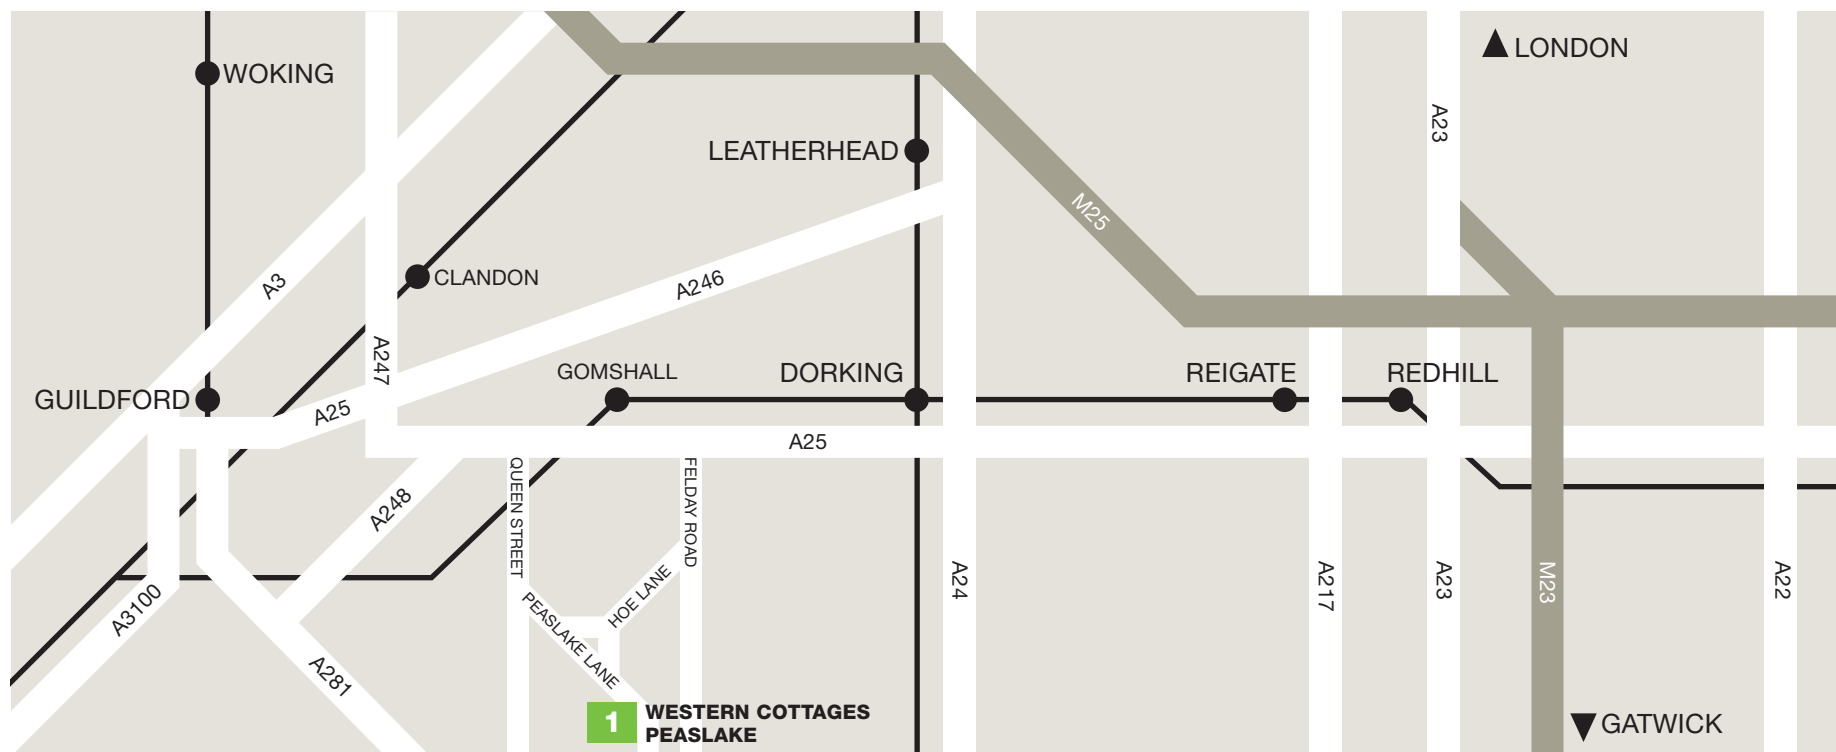 LONDON
WOKING
A23
LEATHERHEAD
M25
A3
CLANDON
A246
A247
GOMSHALL
DORKING
REIGATE
REDHILL
GUILDFORD
A25
A25
QUEEN STREET
FELDAY ROAD
A248
A24
A217
A23
M23
A22
A3100
HOE LANE
PEASLAKE LANE
A281
1
WESTERN COTTAGES
PEASLAKE
GATWICK